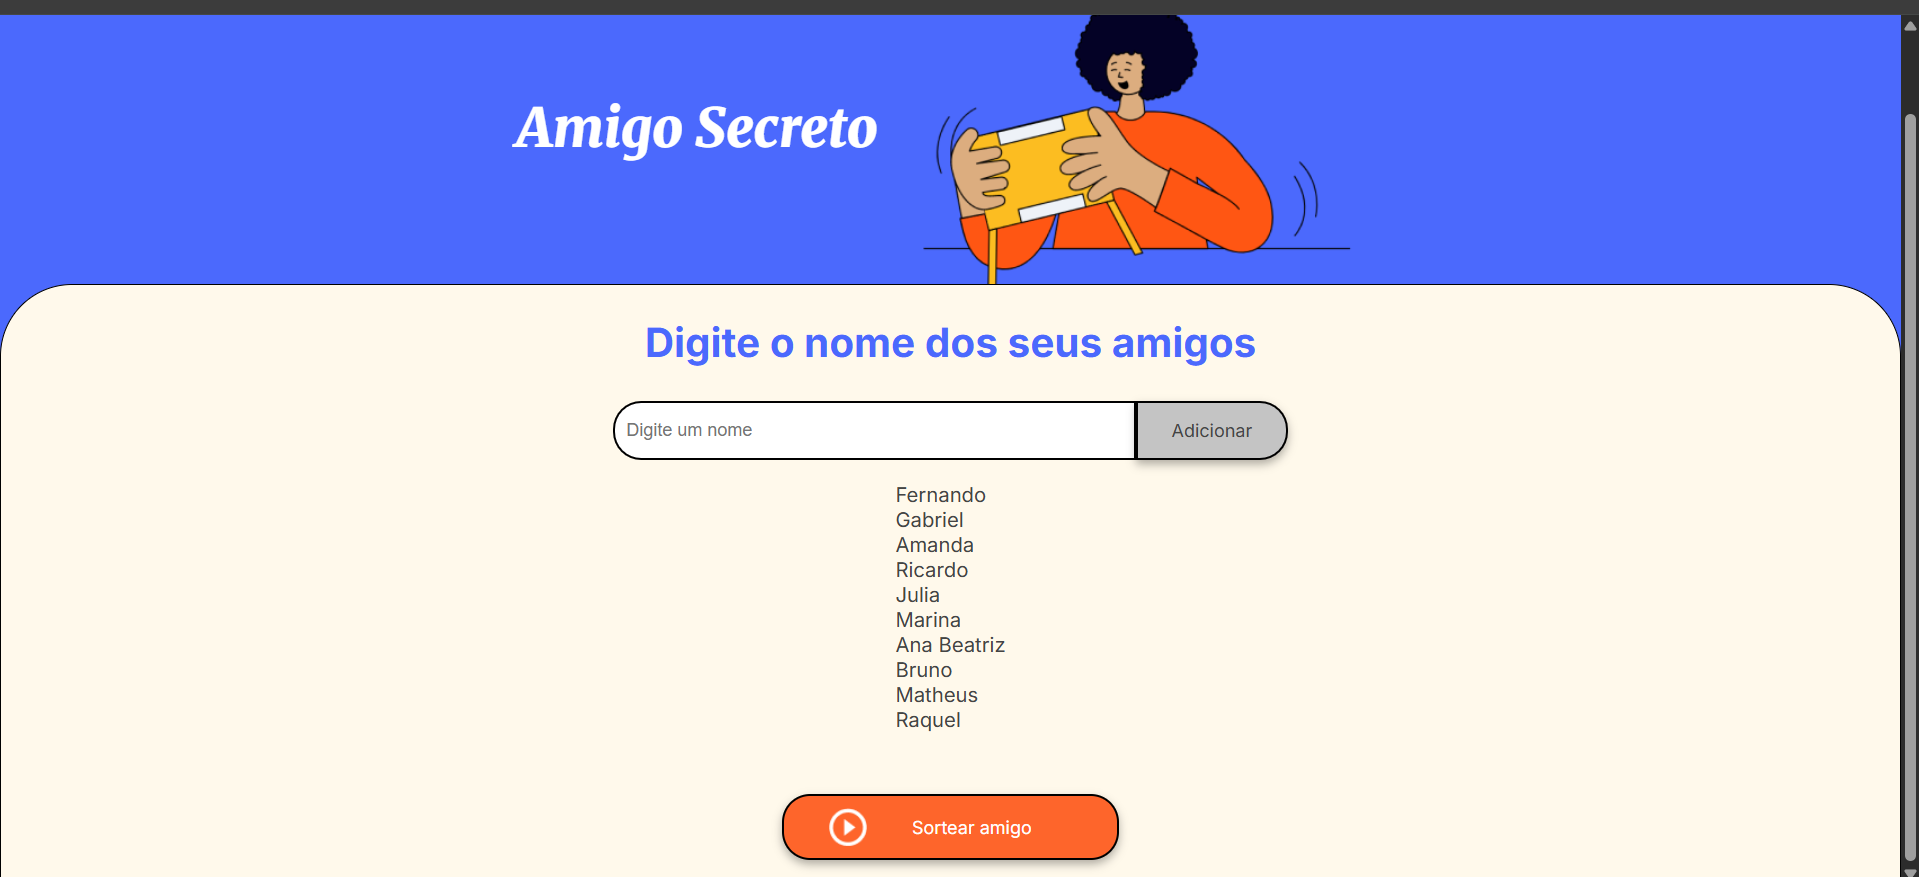 Amigo Secreto
Digite o nome dos seus amigos
Digite um nome
Adicionar
Fernando
Gabriel
Amanda
Ricardo
Julia
Marina
Ana Beatriz
Bruno
Matheus
Raquel
Sortear amigo